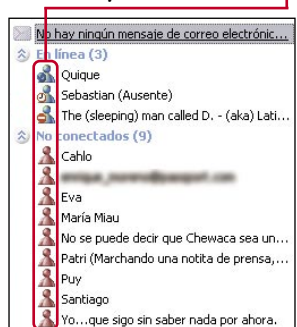 No hay ningún mensaje de correo electrónic...
En línea (3)
Quique
Sebastian (Ausente)
The (sleeping) man called D. - (aka) Lati...
No conectados (9)
Cahlo
Eva
María Miau
No se puede decir que Chewaca sea un...
Patri (Marchando una notita de prensa,...
Puy
Santiago
Yo...que sigo sin saber nada por ahora.